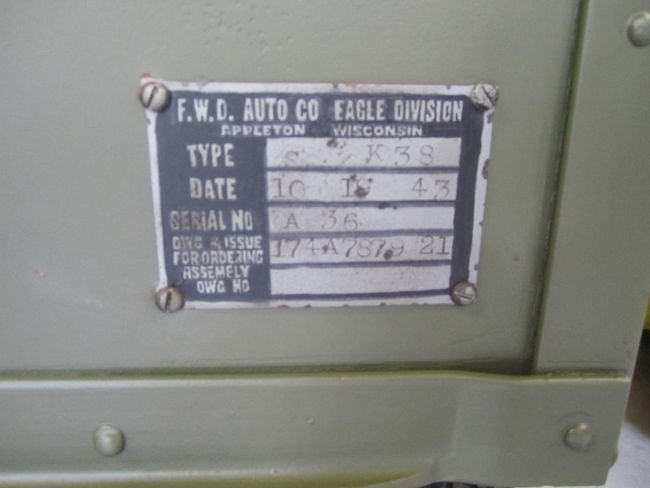 F.W.D. AUTO CO EAGLE DIVISION
APPLETON WISCONSIN
TYPE S K38
DATE 10 43
SERIAL NO A 36
DWG & ISSUE 174A7879 21
FOR ORDERING
ASSEMBLY
DWG NO